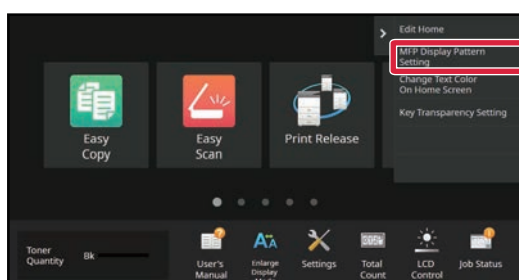 Edit Home
MFP Display Pattern
Setting
Change Text Color
On Home Screen
Key Transparency Setting
Easy
Copy
Easy
Scan
Print Release
Toner
Quantity
Bk
User's
Manual
Enlarge
Display
Mode
Settings
Total
Count
LCD
Control
Job Status